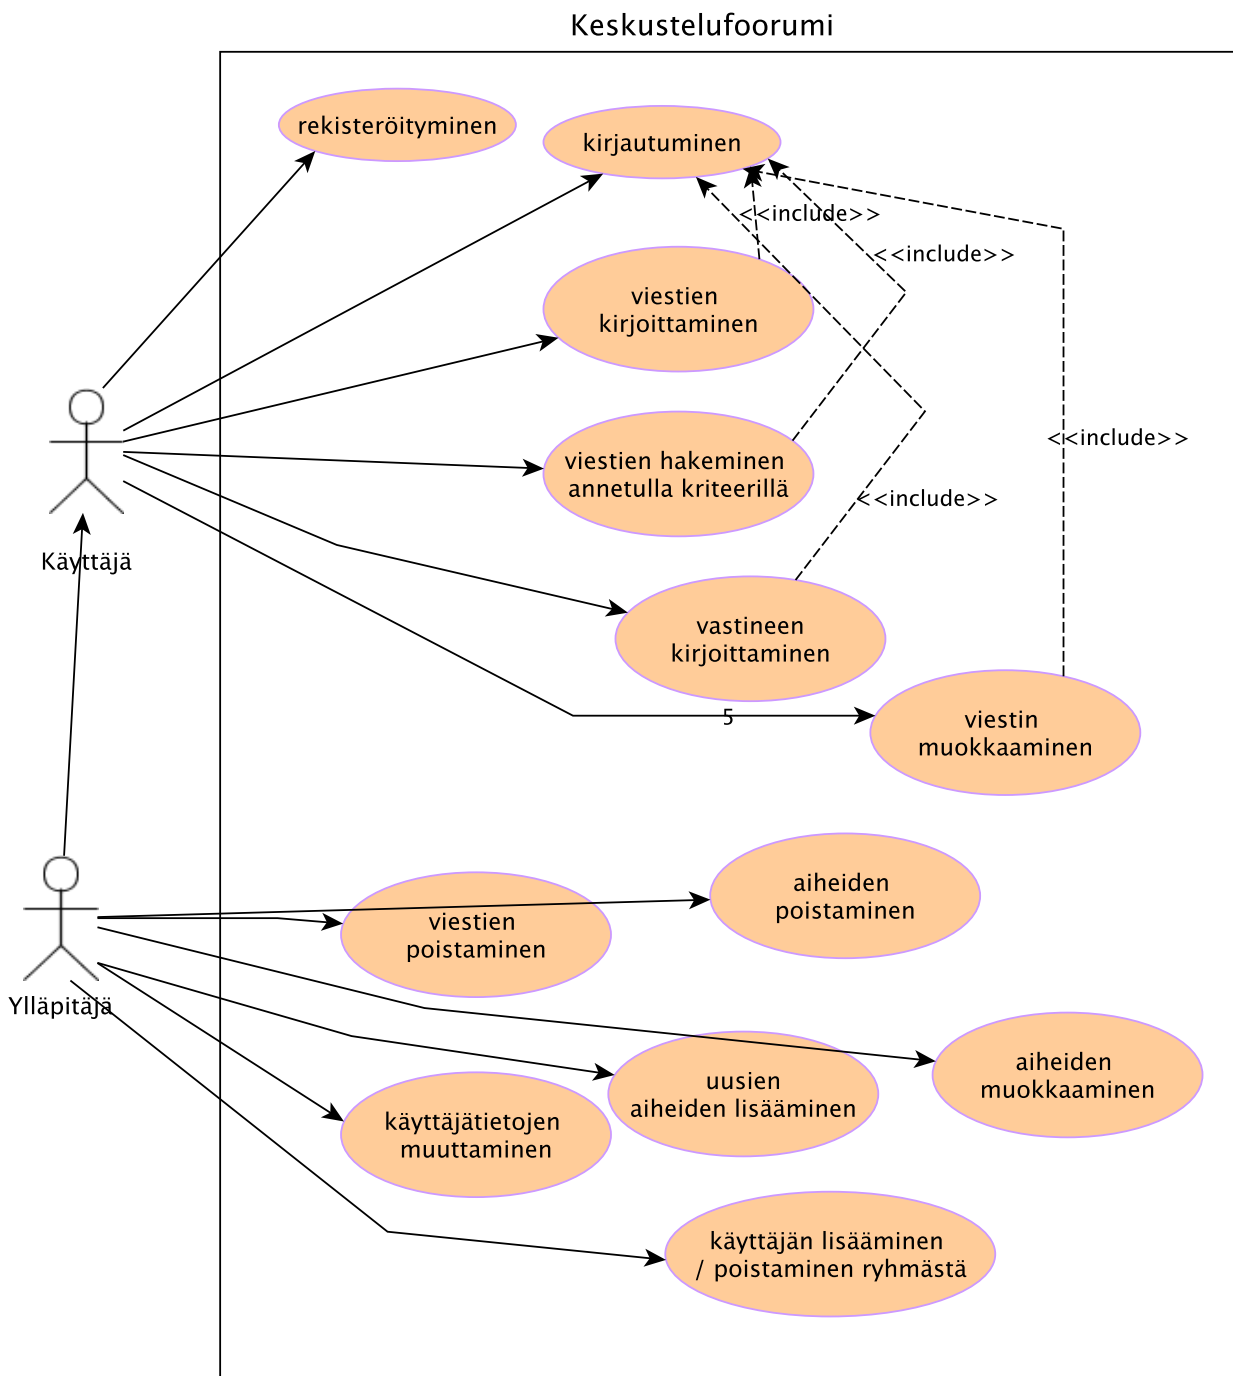 Keskustelufoorumi
rekisteröityminen
kirjautuminen
<<include>>
<<include>>
viestien
kirjoittaminen
<<include>>
viestien hakeminen
annetulla kriteerillä
<<include>>
Käyttäjä
vastineen
kirjoittaminen
5
viestin
muokkaaminen
aiheiden
poistaminen
viestien
poistaminen
Ylläpitäjä
aiheiden
muokkaaminen
uusien
aiheiden lisääminen
käyttäjätietojen
muuttaminen
käyttäjän lisääminen
/ poistaminen ryhmästä